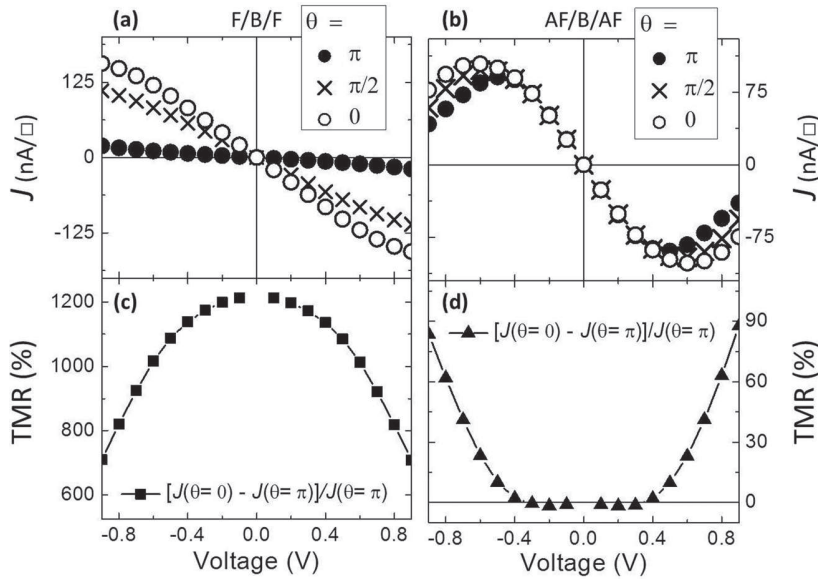 (a) F/B/F
θ =
π
π/2
0
125
0
-125
J (nA/□)
(b) AF/B/AF
θ =
π
π/2
0
75
0
-75
J (nA/□)
(c)
1200
1000
800
600
TMR (%)
[J(θ= 0) - J(θ= π)]/J(θ= π)
-0.8 -0.4 0.0 0.4 0.8
Voltage (V)
(d)
[J(θ= 0) - J(θ= π)]/J(θ= π)
90
60
30
0
TMR (%)
-0.8 -0.4 0.0 0.4 0.8
Voltage (V)